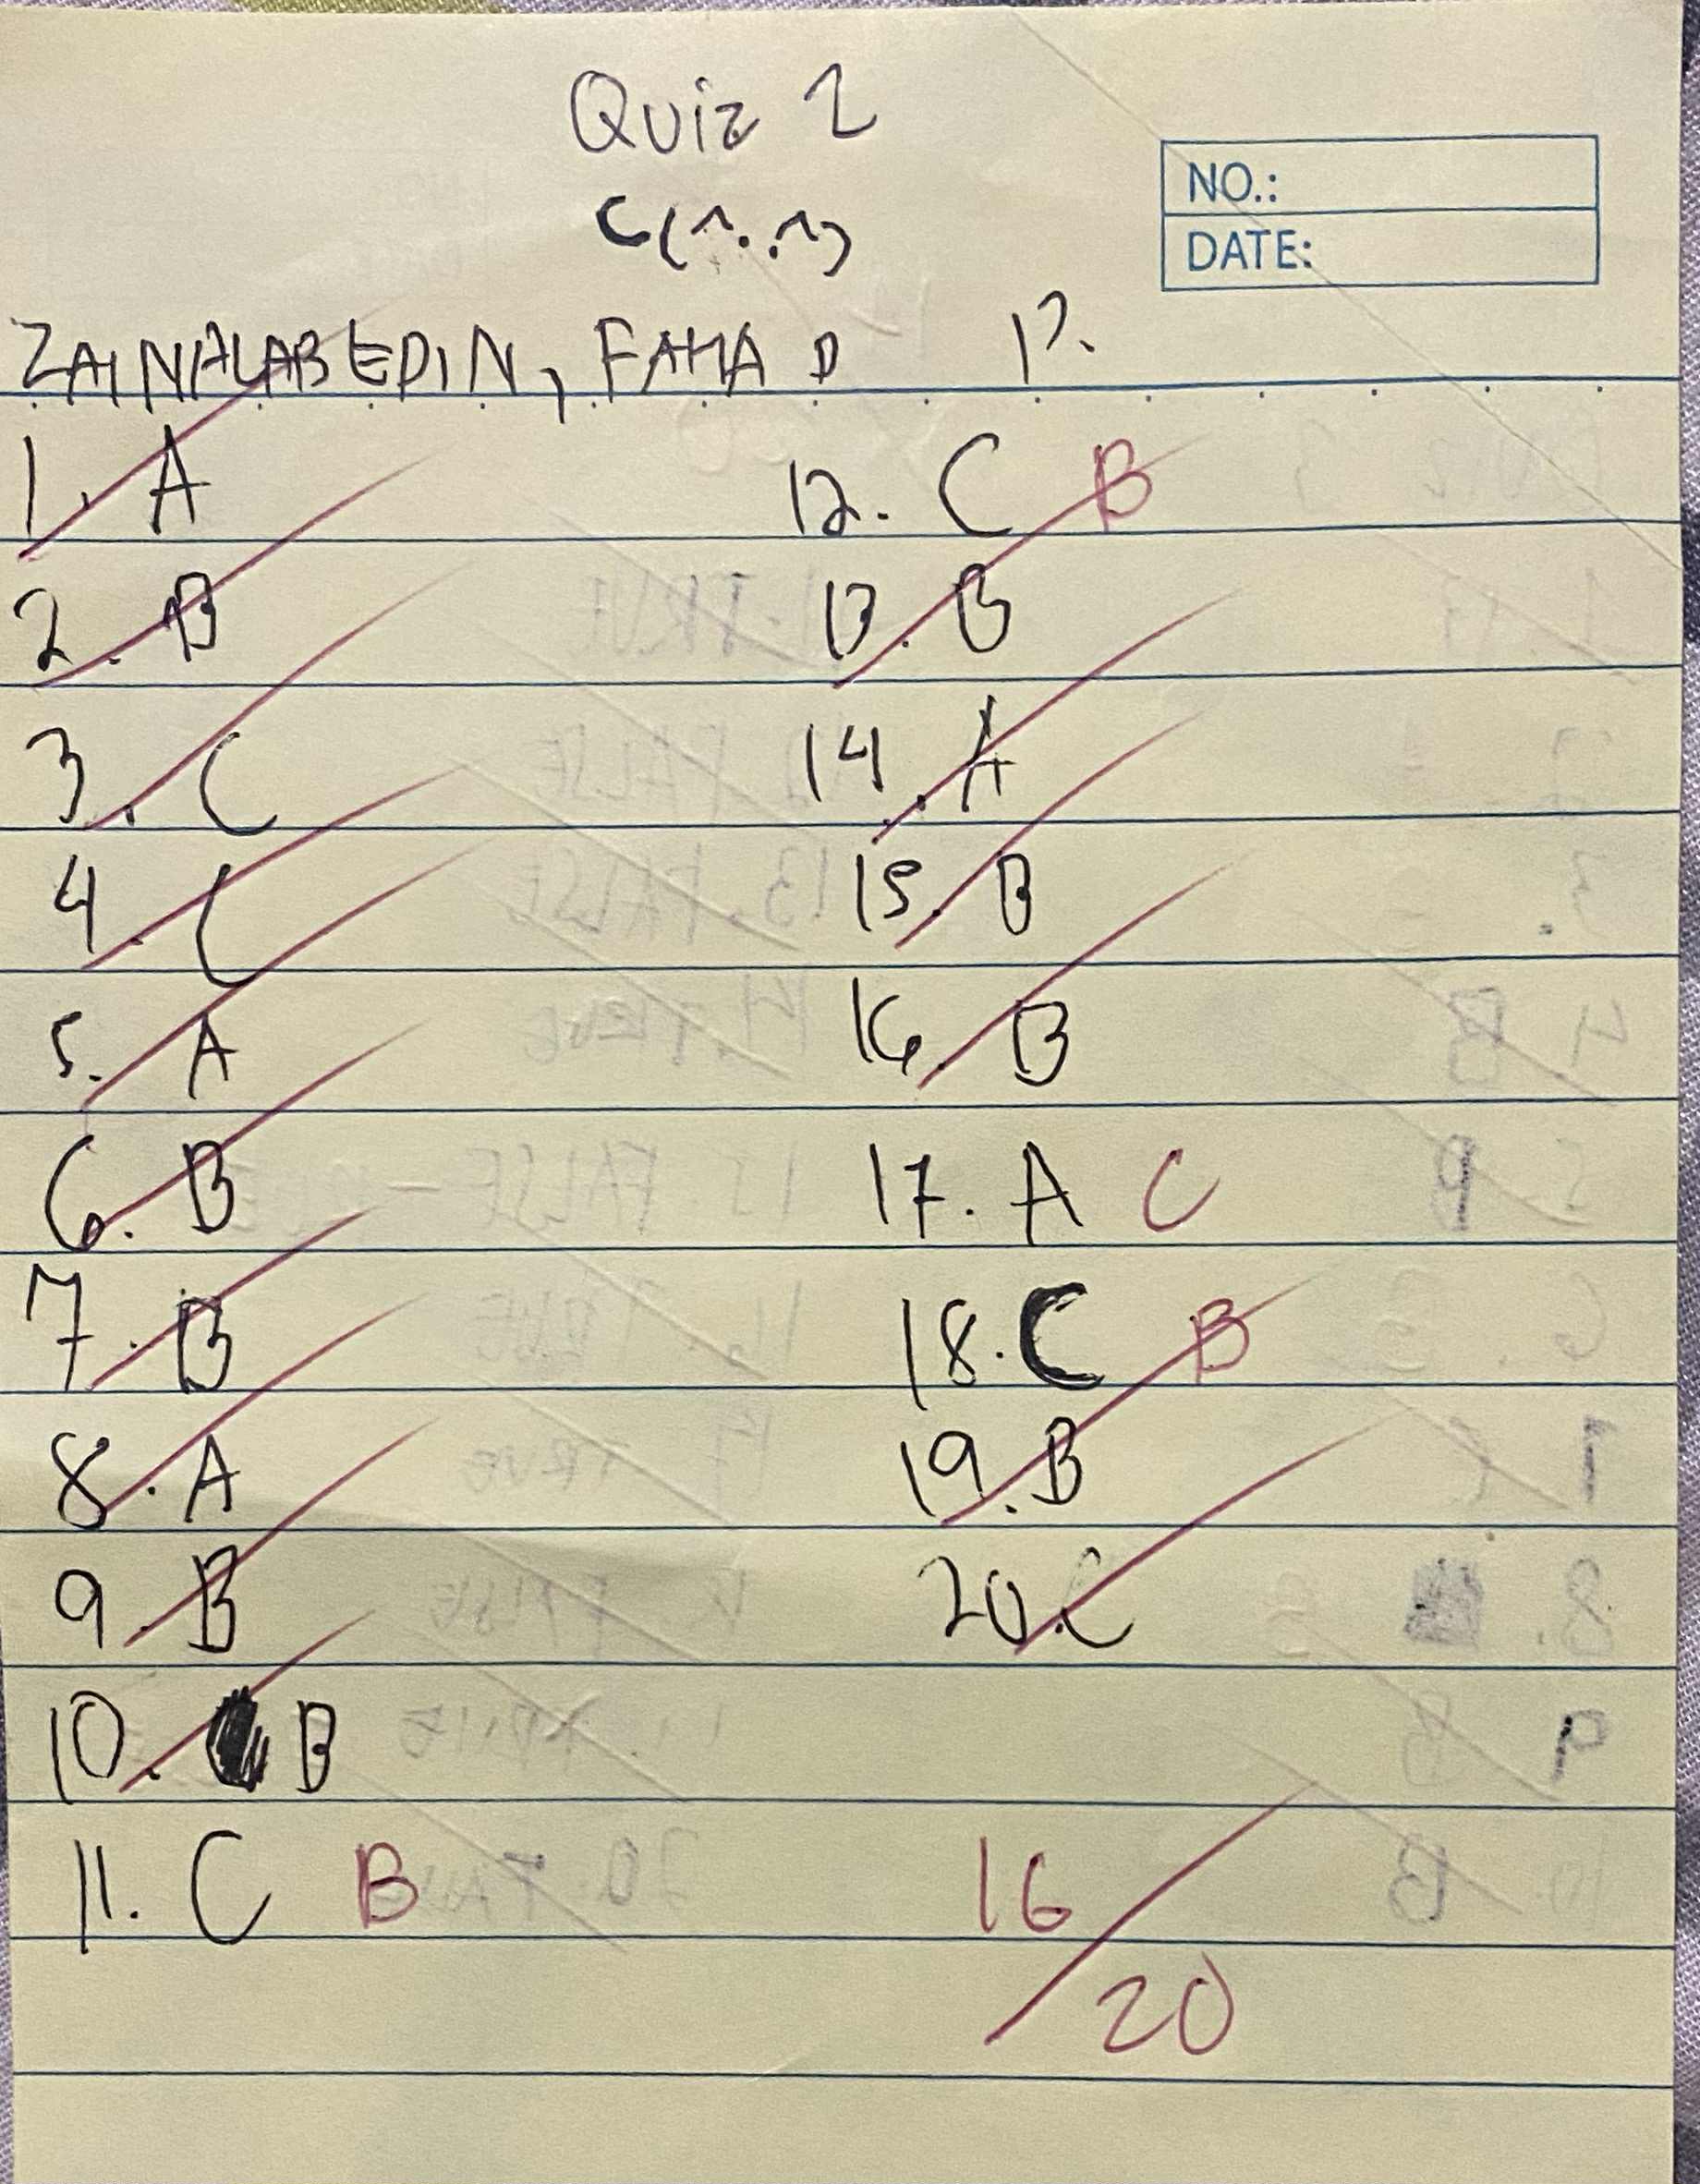 Quiz 2
C(^..^)
NO.:
DATE:
ZAINALABEDIN, FAHAD P.
1. A
2. B
3. C
4. C
5. A
6. B
7. B
8. A
9. B
10. B
11. C B
12. C B
13. B
14. A
15. B
16. B
17. A C
18. C B
19. B
20. C
16/20